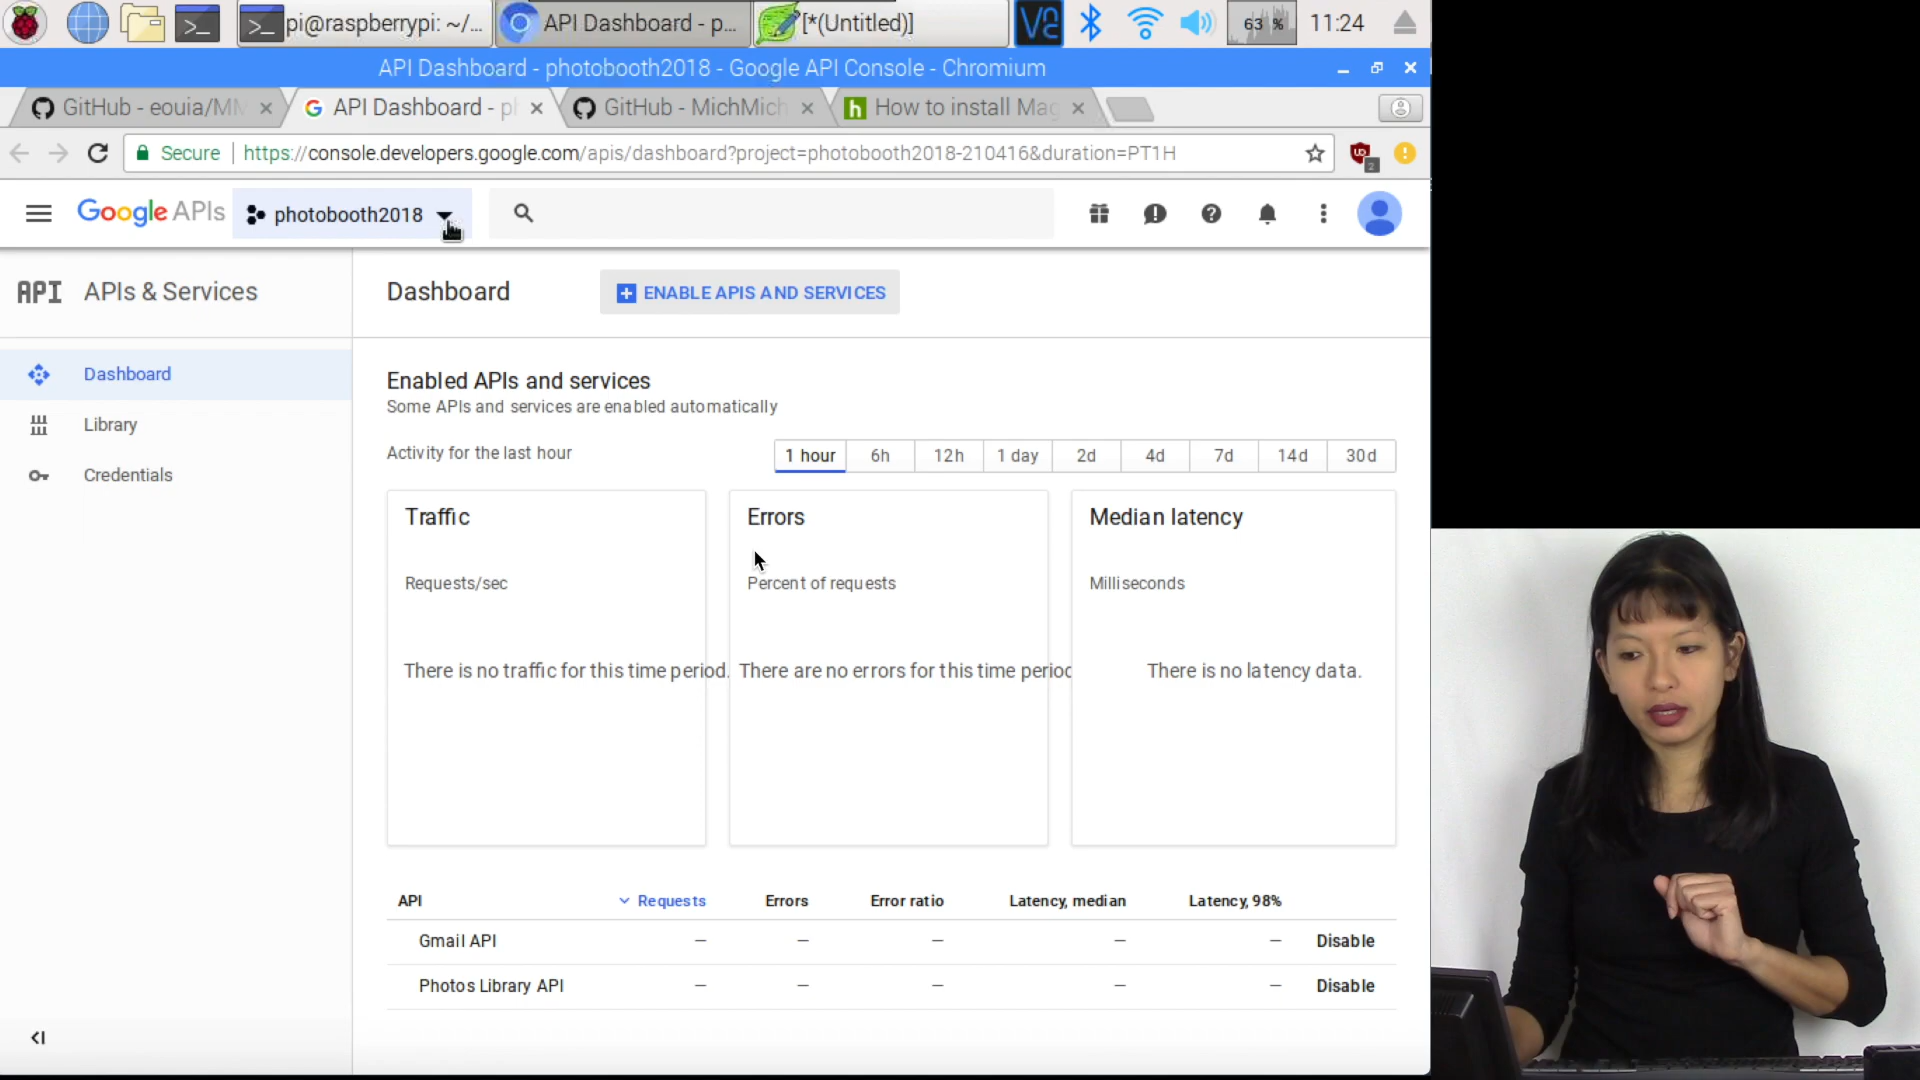 pi@raspberrypi: ~/...
API Dashboard - p...
[*(Untitled)]
V2
63 %
11:24
API Dashboard - photobooth2018 - Google API Console - Chromium
GitHub - eouia/MM
API Dashboard - ph
GitHub - MichMich
How to install Mag
Secure
https://console.developers.google.com/apis/dashboard?project=photobooth2018-210416&duration=PT1H
2
Google APIs
photobooth2018
API
APIs & Services
Dashboard
ENABLE APIS AND SERVICES
Dashboard
Library
Credentials
Enabled APIs and services
Some APIs and services are enabled automatically
Activity for the last hour
1 hour
6h
12h
1 day
2d
4d
7d
14d
30d
Traffic
Requests/sec
There is no traffic for this time period.
Errors
Percent of requests
There are no errors for this time period
Median latency
Milliseconds
There is no latency data.
API
Requests
Errors
Error ratio
Latency, median
Latency, 98%
Gmail API
–
–
–
–
–
Disable
Photos Library API
–
–
–
–
–
Disable